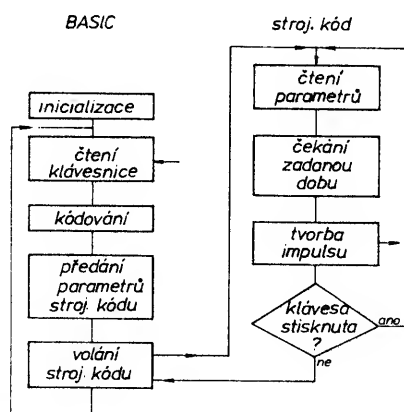 BASIC
inicializace
čtení
klávesnice
kódování
předání
parametrů
stroj. kódu
volání
stroj. kódu
stroj. kód
čtení
parametrů
čekání
zadanou
dobu
tvorba
impulsu
klávesa
stisknuta
?
ano
ne